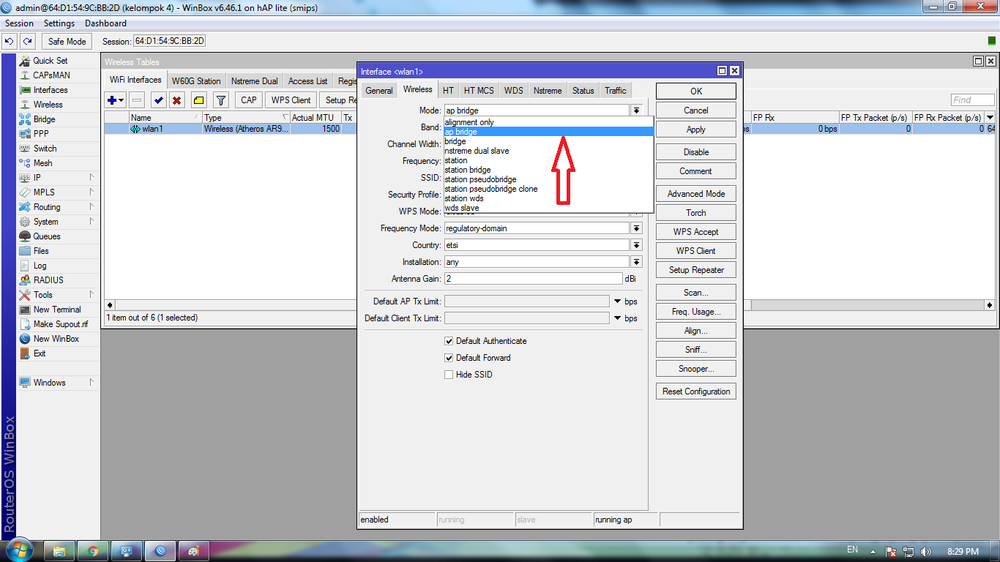 admin@64:D1:54:9C:BB:2D (kelompok 4) - WinBox v6.46.1 on hAP lite (smips)
Session Settings Dashboard
Safe Mode Session: 64:D1:54:9C:BB:2D
Quick Set
CAPsMAN
Interfaces
Wireless
Bridge
PPP
Switch
Mesh
IP
MPLS
Routing
System
Queues
Files
Log
RADIUS
Tools
New Terminal
Make Supout.rif
New WinBox
Exit
Windows
RouterOS WinBox
Wireless Tables
WiFi Interfaces W60G Station Nstreme Dual Access List Regis
CAP WPS Client Setup Re
Find
Name Type Actual MTU Tx FP Rx FP Tx Packet (p/s) FP Rx Packet (p/s)
wlan1 Wireless (Atheros AR9... 1500 ps 0 bps 0 0 64
1 item out of 6 (1 selected)
Interface <wlan1>
General Wireless HT HT MCS WDS Nstreme Status Traffic
Mode: ap bridge
alignment only
ap bridge
bridge
nstreme dual slave
station
station bridge
station pseudobridge
station pseudobridge clone
station wds
wds slave
Band:
Channel Width:
Frequency:
SSID:
Security Profile:
WPS Mode:
Frequency Mode: regulatory-domain
Country: etsi
Installation: any
Antenna Gain: 2 dBi
Default AP Tx Limit: bps
Default Client Tx Limit: bps
Default Authenticate
Default Forward
Hide SSID
OK
Cancel
Apply
Disable
Comment
Advanced Mode
Torch
WPS Accept
WPS Client
Setup Repeater
Scan...
Freq. Usage...
Align...
Sniff...
Snooper...
Reset Configuration
enabled running slave running ap
EN 8:29 PM